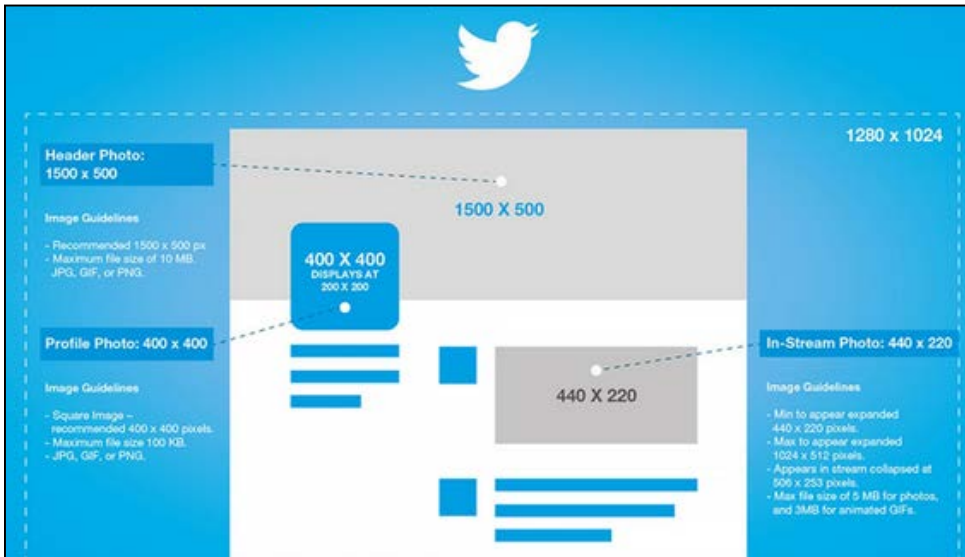 1280 x 1024
Header Photo:
1500 x 500
Image Guidelines
- Recommended 1500 x 500 px
- Maximum file size of 10 MB.
JPG, GIF, or PNG.
1500 X 500
400 X 400
DISPLAYS AT
200 X 200
Profile Photo: 400 x 400
Image Guidelines
- Square Image –
recommended 400 x 400 pixels.
- Maximum file size 100 KB.
- JPG, GIF, or PNG.
440 X 220
In-Stream Photo: 440 x 220
Image Guidelines
- Min to appear expanded
440 x 220 pixels.
- Max to appear expanded
1024 x 512 pixels.
- Appears in stream collapsed at
506 x 253 pixels.
- Max file size of 5 MB for photos,
and 3MB for animated GIFs.